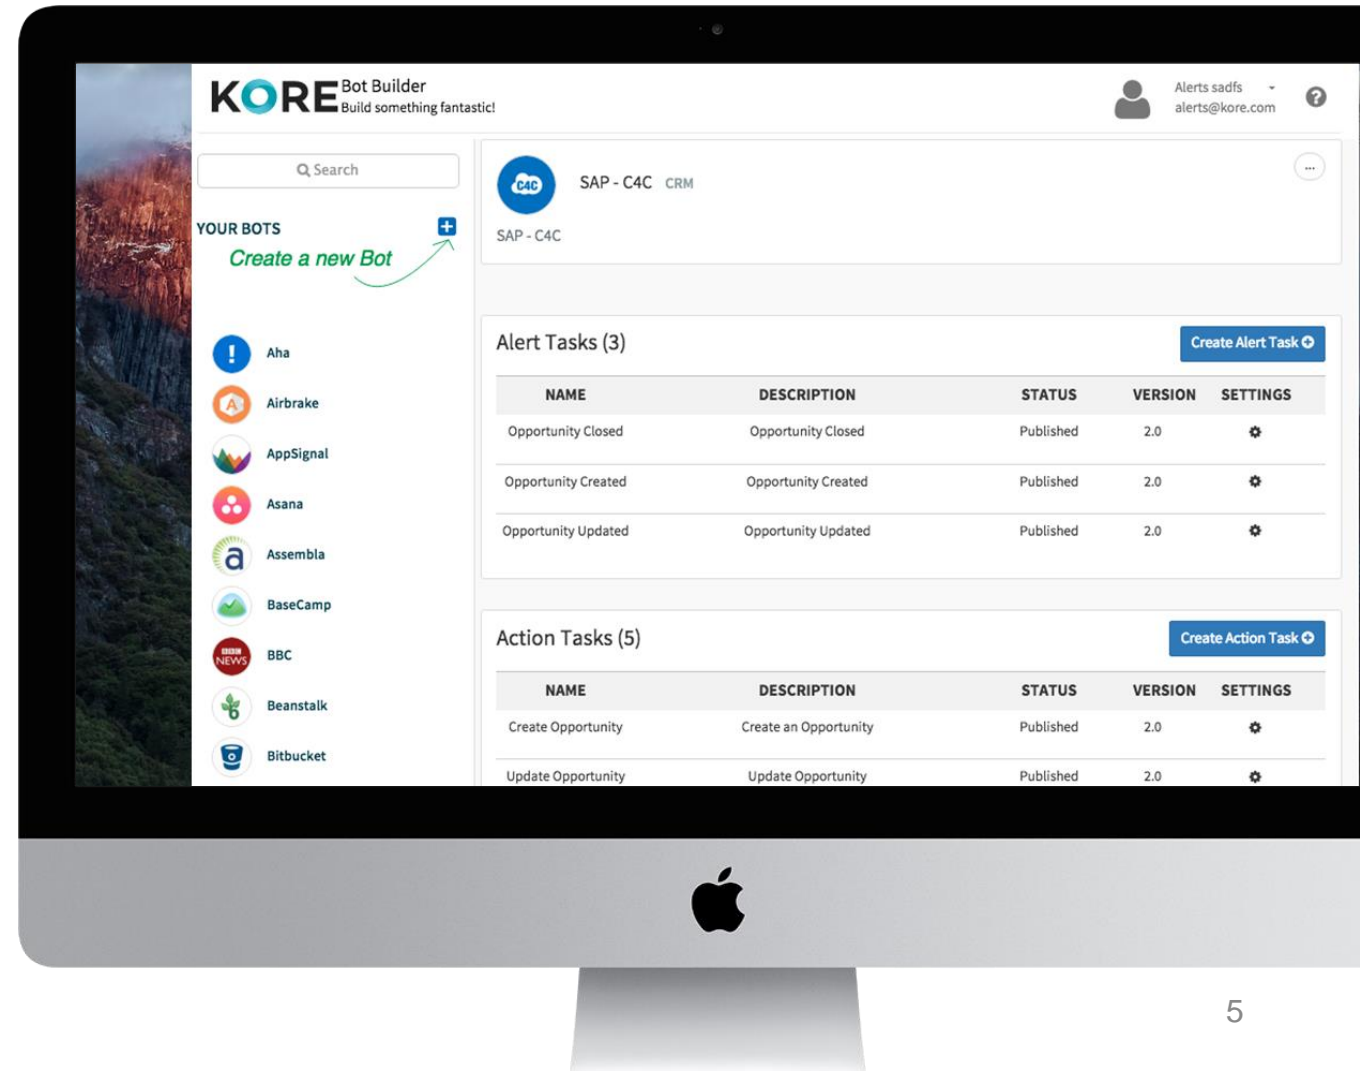 KORE Bot Builder
Build something fantastic!
Alerts sadfs
alerts@kore.com
?
Search
YOUR BOTS
Create a new Bot
!
Aha
A
Airbrake
AppSignal
Asana
a
Assembla
BaseCamp
BBC
NEWS
BBC
Beanstalk
Bitbucket
C4C
SAP - C4C CRM
...
SAP - C4C
Alert Tasks (3)
Create Alert Task
NAME DESCRIPTION STATUS VERSION SETTINGS
Opportunity Closed Opportunity Closed Published 2.0
Opportunity Created Opportunity Created Published 2.0
Opportunity Updated Opportunity Updated Published 2.0
Action Tasks (5)
Create Action Task
NAME DESCRIPTION STATUS VERSION SETTINGS
Create Opportunity Create an Opportunity Published 2.0
Update Opportunity Update Opportunity Published 2.0
5